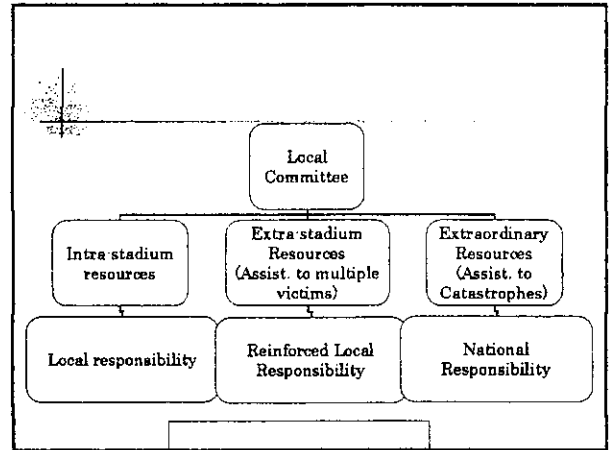 Local
Committee
Intra-stadium
resources
Extra-stadium
Resources
(Assist. to multiple
victims)
Extraordinary
Resources
(Assist. to
Catastrophes)
Local responsibility
Reinforced Local
Responsibility
National
Responsibility